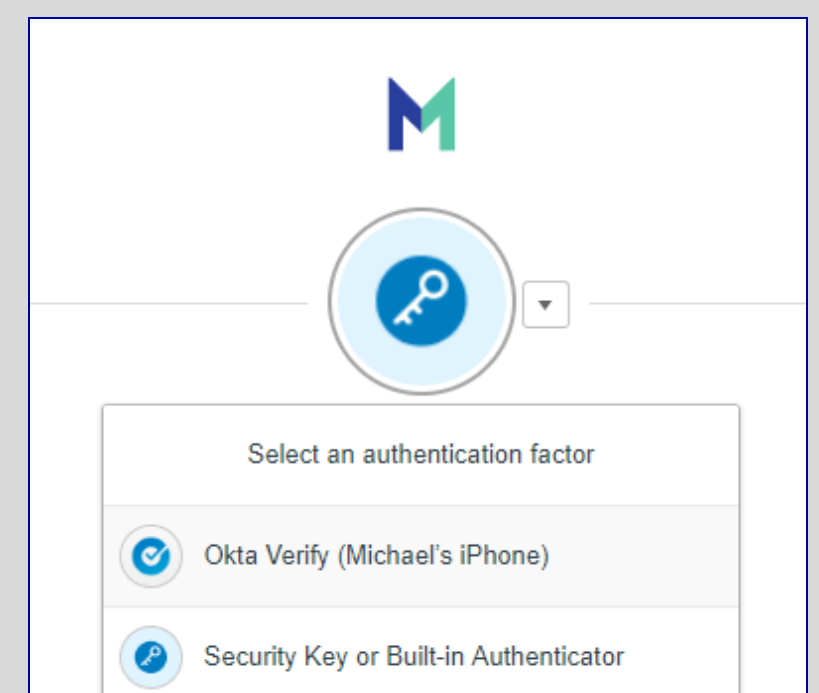 Select an authentication factor
Okta Verify (Michael's iPhone)
Security Key or Built-in Authenticator